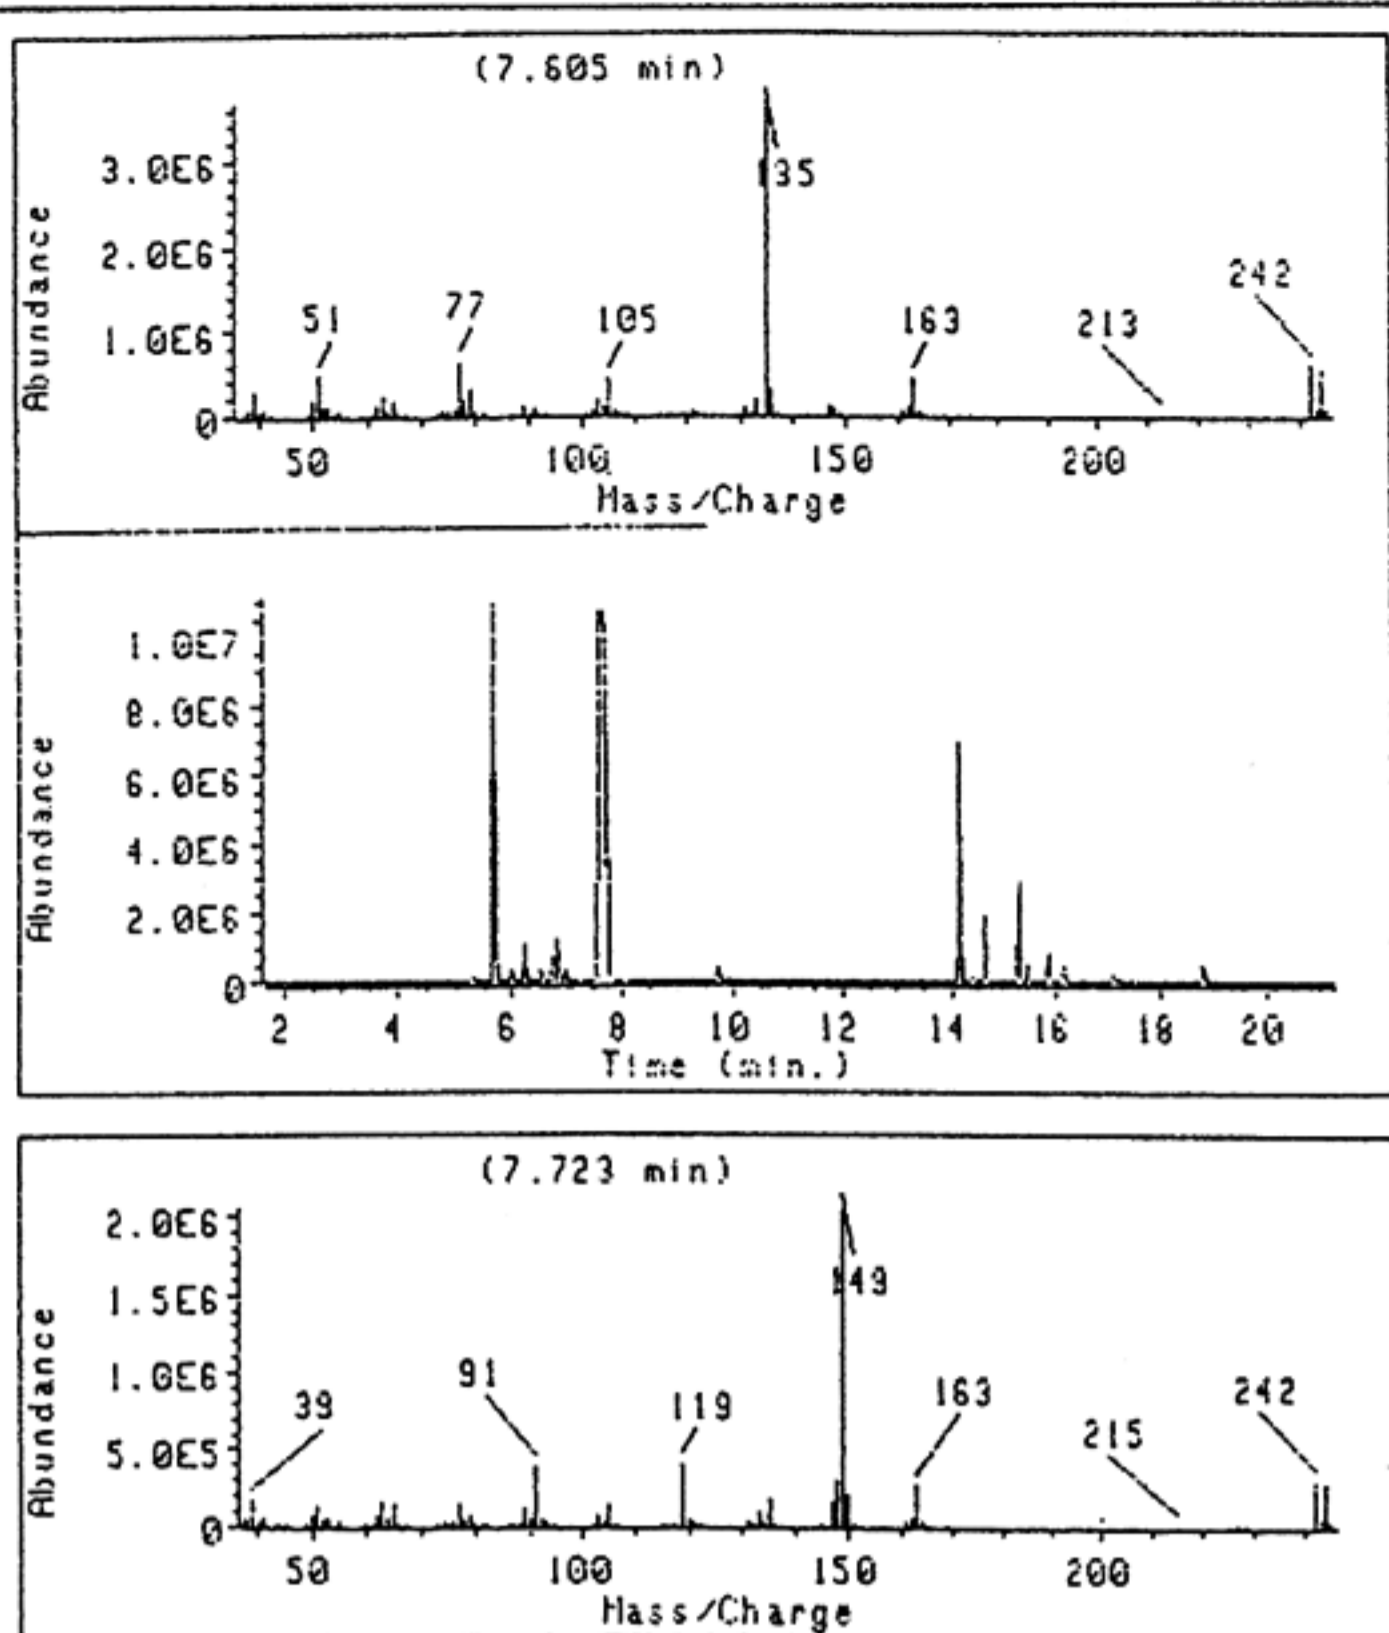 (7.605 min)
Abundance
3.0E6
2.0E6
1.0E6
0
135
51
77
105
163
213
242
50 100 150 200
Mass/Charge
Abundance
1.0E7
8.0E6
6.0E6
4.0E6
2.0E6
0
2 4 6 8 10 12 14 16 18 20
Time (min.)
(7.723 min)
Abundance
2.0E6
1.5E6
1.0E6
5.0E5
0
149
39
91
119
163
215
242
50 100 150 200
Mass/Charge